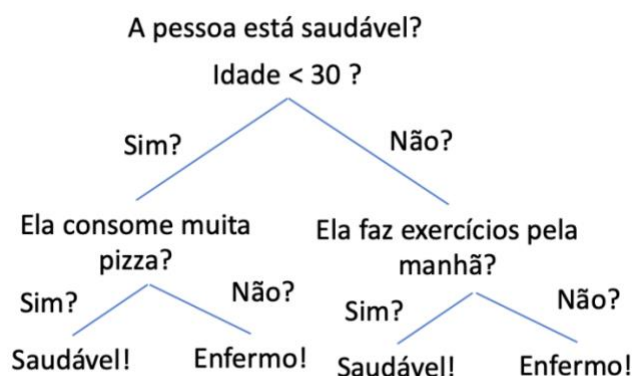 A pessoa está saudável?
Idade < 30 ?
Sim?
Não?
Ela consome muita
pizza?
Ela faz exercícios pela
manhã?
Sim?
Não?
Sim?
Não?
Saudável!
Enfermo!
Saudável!
Enfermo!